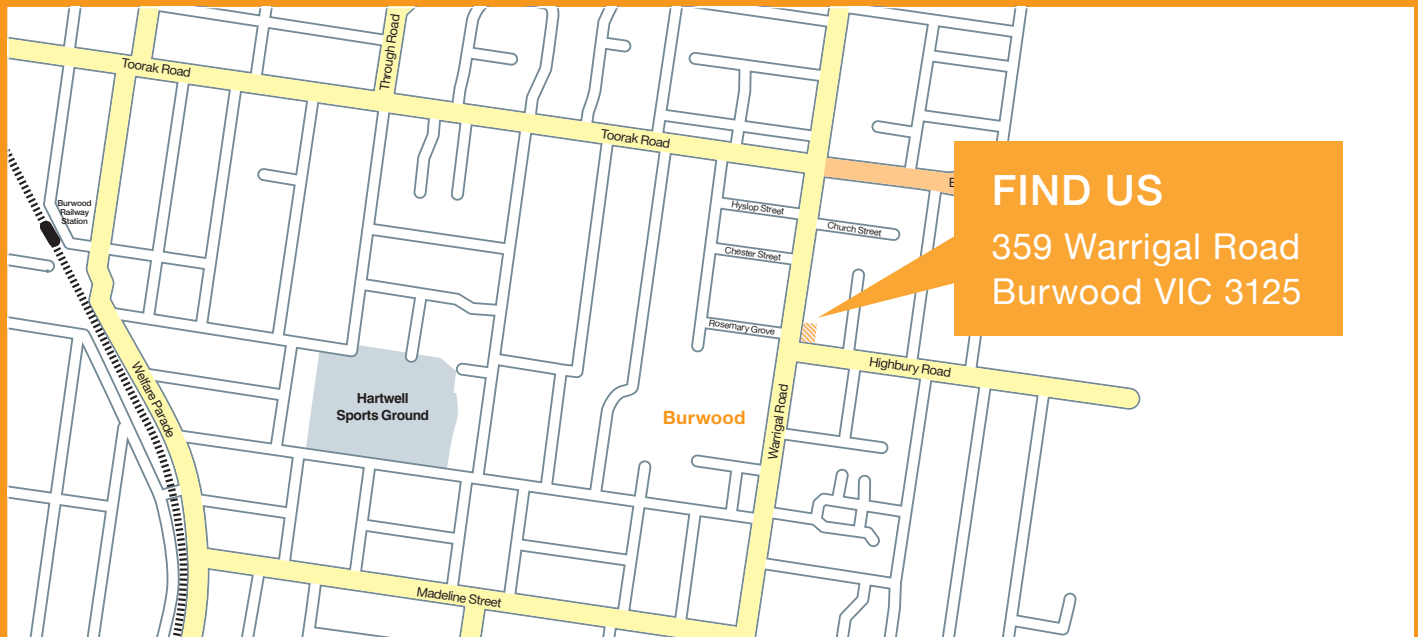 Through Road
Toorak Road
Toorak Road
Burwood
Railway
Station
Hyslop Street
Church Street
Chester Street
FIND US
359 Warrigal Road
Burwood VIC 3125
Rosemary Grove
Highbury Road
Welfare Parade
Hartwell
Sports Ground
Burwood
Warrigal Road
Madeline Street